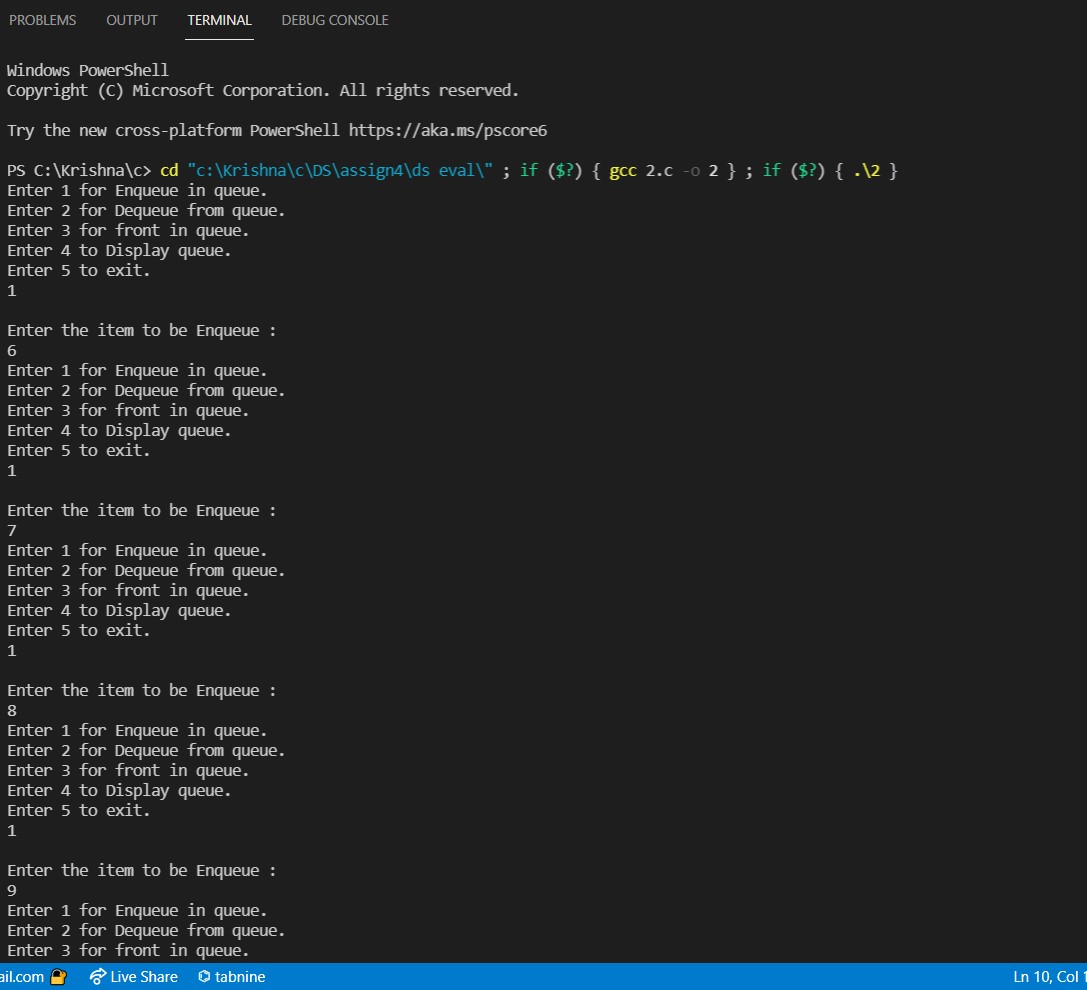 PROBLEMS OUTPUT TERMINAL DEBUG CONSOLE
Windows PowerShell
Copyright (C) Microsoft Corporation. All rights reserved.
Try the new cross-platform PowerShell https://aka.ms/pscore6
PS C:\Krishna\c> cd "c:\Krishna\c\DS\assign4\ds eval\" ; if ($?) { gcc 2.c -o 2 } ; if ($?) { .\2 }
Enter 1 for Enqueue in queue.
Enter 2 for Dequeue from queue.
Enter 3 for front in queue.
Enter 4 to Display queue.
Enter 5 to exit.
1
Enter the item to be Enqueue :
6
Enter 1 for Enqueue in queue.
Enter 2 for Dequeue from queue.
Enter 3 for front in queue.
Enter 4 to Display queue.
Enter 5 to exit.
1
Enter the item to be Enqueue :
7
Enter 1 for Enqueue in queue.
Enter 2 for Dequeue from queue.
Enter 3 for front in queue.
Enter 4 to Display queue.
Enter 5 to exit.
1
Enter the item to be Enqueue :
8
Enter 1 for Enqueue in queue.
Enter 2 for Dequeue from queue.
Enter 3 for front in queue.
Enter 4 to Display queue.
Enter 5 to exit.
1
Enter the item to be Enqueue :
9
Enter 1 for Enqueue in queue.
Enter 2 for Dequeue from queue.
Enter 3 for front in queue.
ail.com Live Share tabnine Ln 10, Col 1